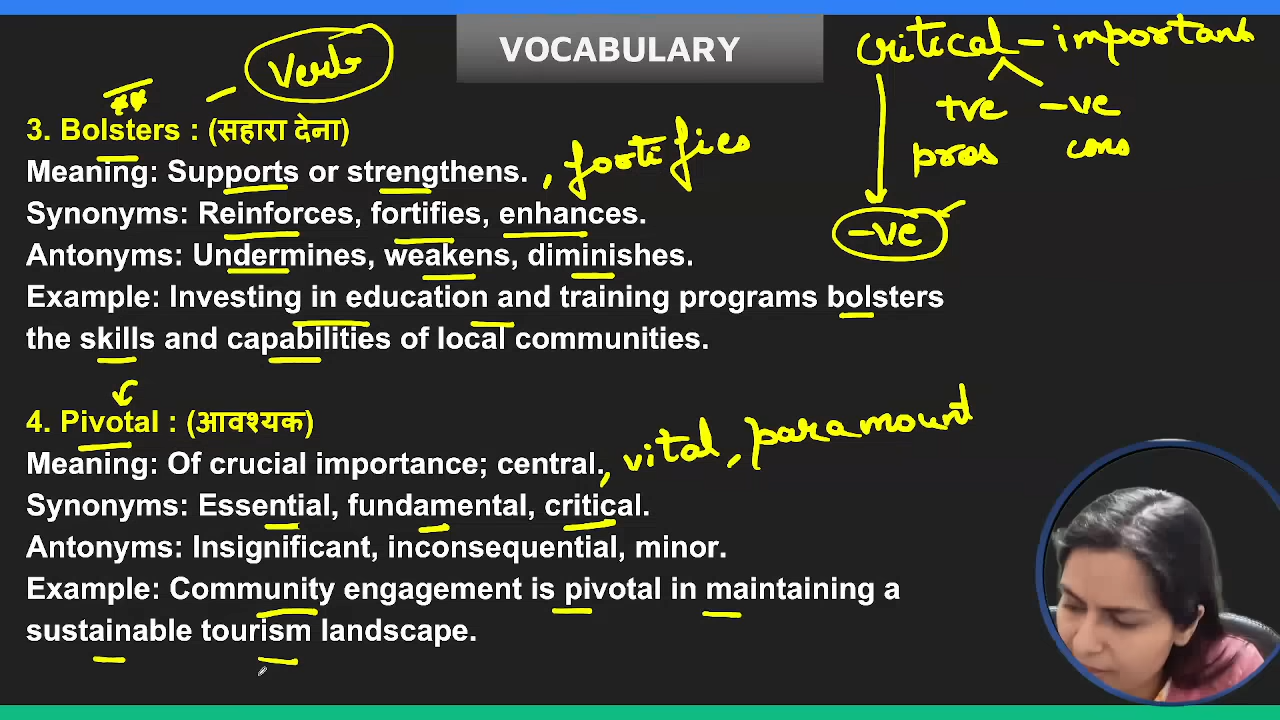 VOCABULARY
Verb
critical - important
+ve -ve
pros cons
-ve
3. Bolsters : (सहारा देना)
Meaning: Supports or strengthens. , fortifies
Synonyms: Reinforces, fortifies, enhances.
Antonyms: Undermines, weakens, diminishes.
Example: Investing in education and training programs bolsters
the skills and capabilities of local communities.
4. Pivotal : (आवश्यक)
Meaning: Of crucial importance; central. , vital, paramount
Synonyms: Essential, fundamental, critical.
Antonyms: Insignificant, inconsequential, minor.
Example: Community engagement is pivotal in maintaining a
sustainable tourism landscape.